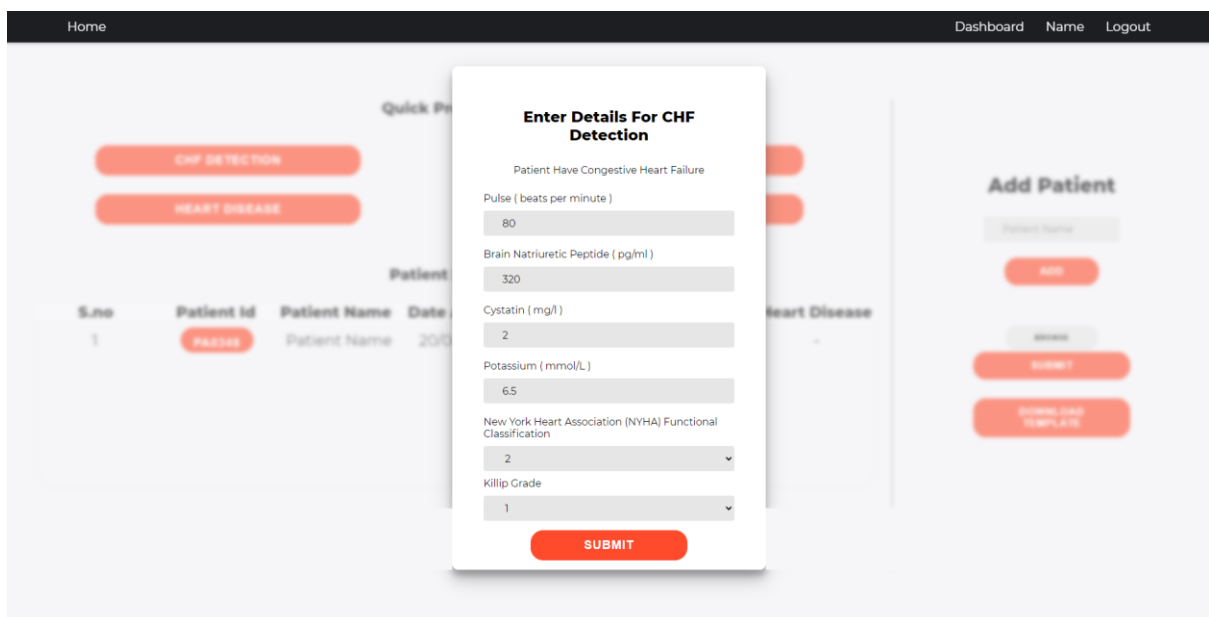 Home
Dashboard Name Logout
Quick Pr
Enter Details For CHF
Detection
Patient Have Congestive Heart Failure
Pulse ( beats per minute )
80
Brain Natriuretic Peptide ( pg/ml )
320
Cystatin ( mg/l )
2
Potassium ( mmol/L )
6.5
New York Heart Association (NYHA) Functional
Classification
2
Killip Grade
1
SUBMIT
CHF DETECTION
HEART DISEASE
Patient
S.no Patient Id Patient Name Date Heart Disease
1 PA0348 Patient Name 20/0 -
Add Patient
Patient Name
ADD
BROWSE
SUBMIT
DOWNLOAD
TEMPLATE